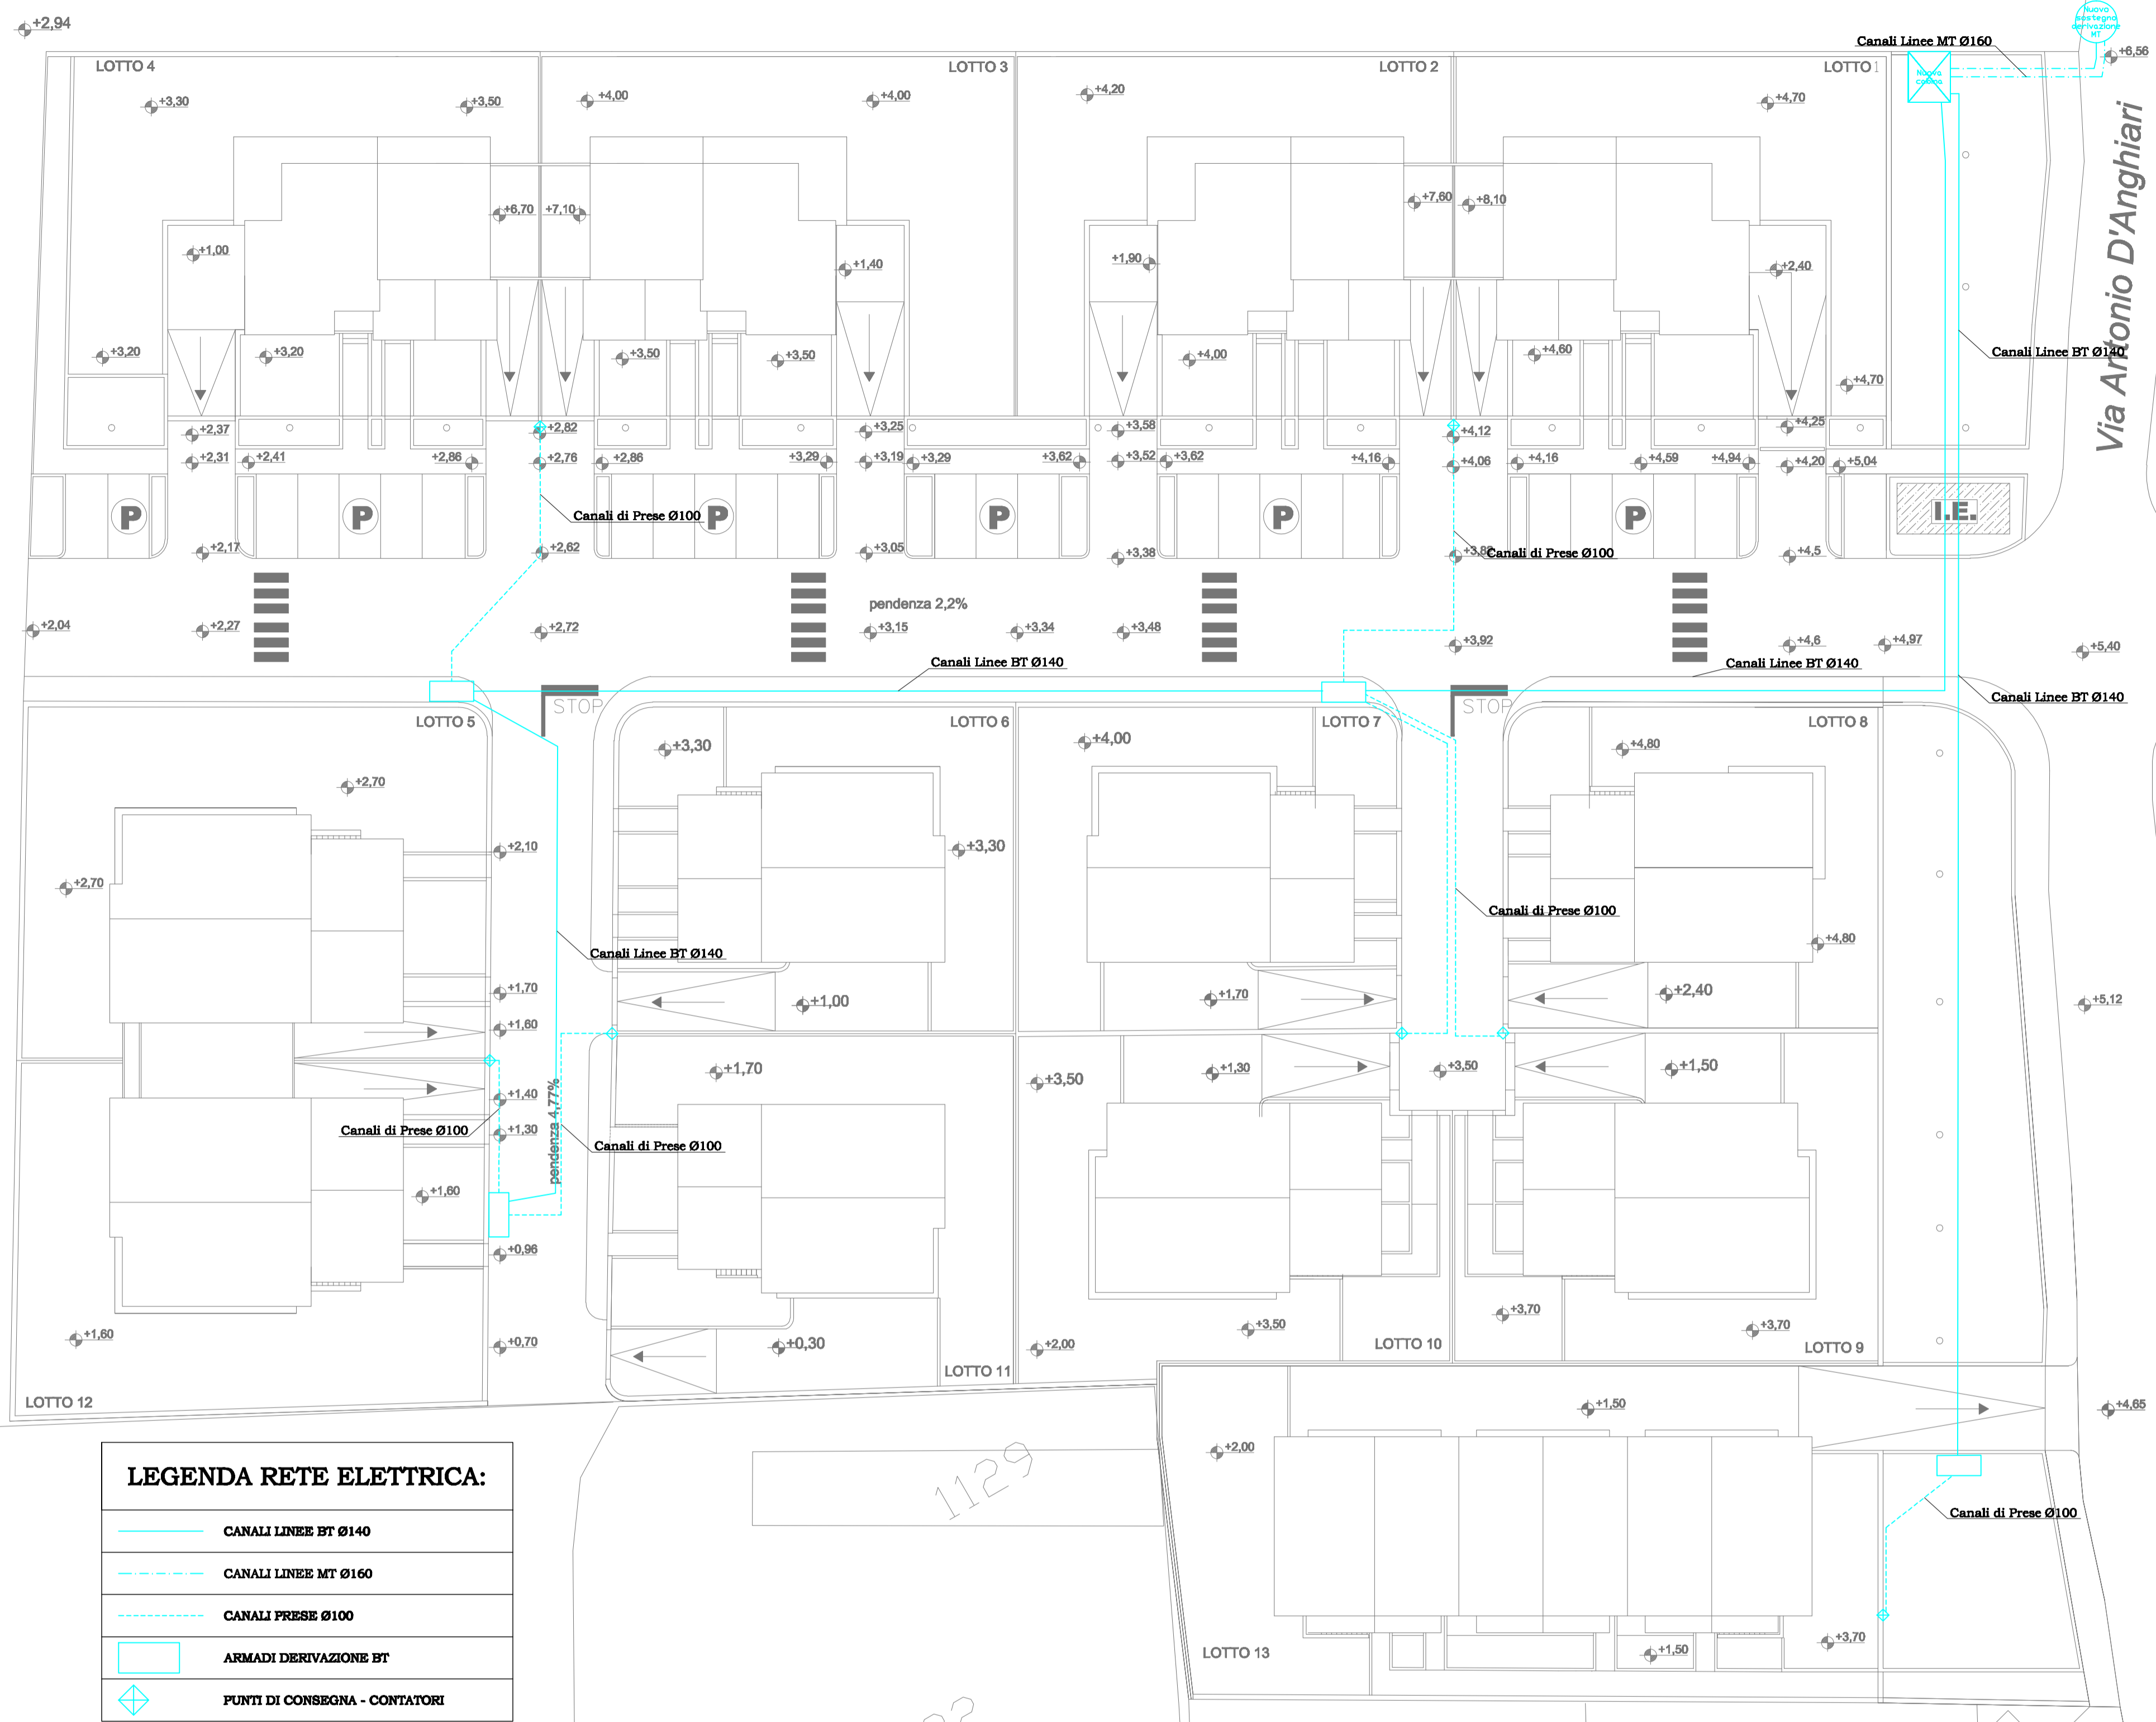 +2,94
Nuovo
sostegno
derivazione
MT
Canali Linee MT Ø160
+6,56
LOTTO 4
LOTTO 3
LOTTO 2
LOTTO 1
Nuova
cabina
+3,30
+3,50
+4,00
+4,00
+4,20
+4,70
Via Antonio D'Anghiari
+6,70
+7,10
+7,60
+8,10
+1,00
+1,40
+1,90
+2,40
+3,20
+3,20
+3,50
+3,50
+4,00
+4,60
Canali Linee BT Ø140
+4,70
+2,37
+2,82
+3,25
+3,58
+4,12
+4,25
+2,31
+2,41
+2,86
+2,76
+2,86
+3,29
+3,19
+3,29
+3,62
+3,52
+3,62
+4,16
+4,06
+4,16
+4,59
+4,94
+4,20
+5,04
P
P
Canali di Prese Ø100
P
P
P
P
I.E.
+2,17
+2,62
+3,05
+3,38
+3,82
Canali di Prese Ø100
+4,5
pendenza 2,2%
+2,04
+2,27
+2,72
+3,15
+3,34
+3,48
+3,92
+4,6
+4,97
+5,40
Canali Linee BT Ø140
Canali Linee BT Ø140
Canali Linee BT Ø140
STOP
STOP
LOTTO 5
LOTTO 6
LOTTO 7
LOTTO 8
+3,30
+4,00
+4,80
+2,70
+2,10
+3,30
+2,70
Canali di Prese Ø100
+4,80
Canali Linee BT Ø140
+1,70
+1,00
+1,70
+2,40
+5,12
+1,60
+1,70
+3,50
+1,30
+3,50
+1,50
+1,40
pendenza 4,77%
Canali di Prese Ø100
+1,30
Canali di Prese Ø100
+1,60
+0,96
+1,60
+0,70
+0,30
+2,00
+3,50
+3,70
+3,70
LOTTO 12
LOTTO 11
LOTTO 10
LOTTO 9
+1,50
+4,65
+2,00
1129
Canali di Prese Ø100
LOTTO 13
+1,50
+3,70
LEGENDA RETE ELETTRICA:
CANALI LINEE BT Ø140
CANALI LINEE MT Ø160
CANALI PRESE Ø100
ARMADI DERIVAZIONE BT
PUNTI DI CONSEGNA - CONTATORI